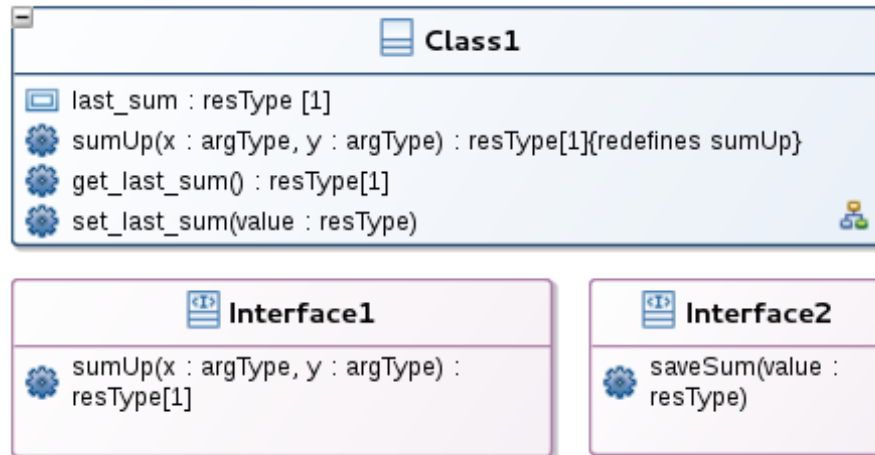 Class1
last_sum : resType [1]
sumUp(x : argType, y : argType) : resType[1]{redefines sumUp}
get_last_sum() : resType[1]
set_last_sum(value : resType)
<I> Interface1
sumUp(x : argType, y : argType) :
resType[1]
<I> Interface2
saveSum(value :
resType)